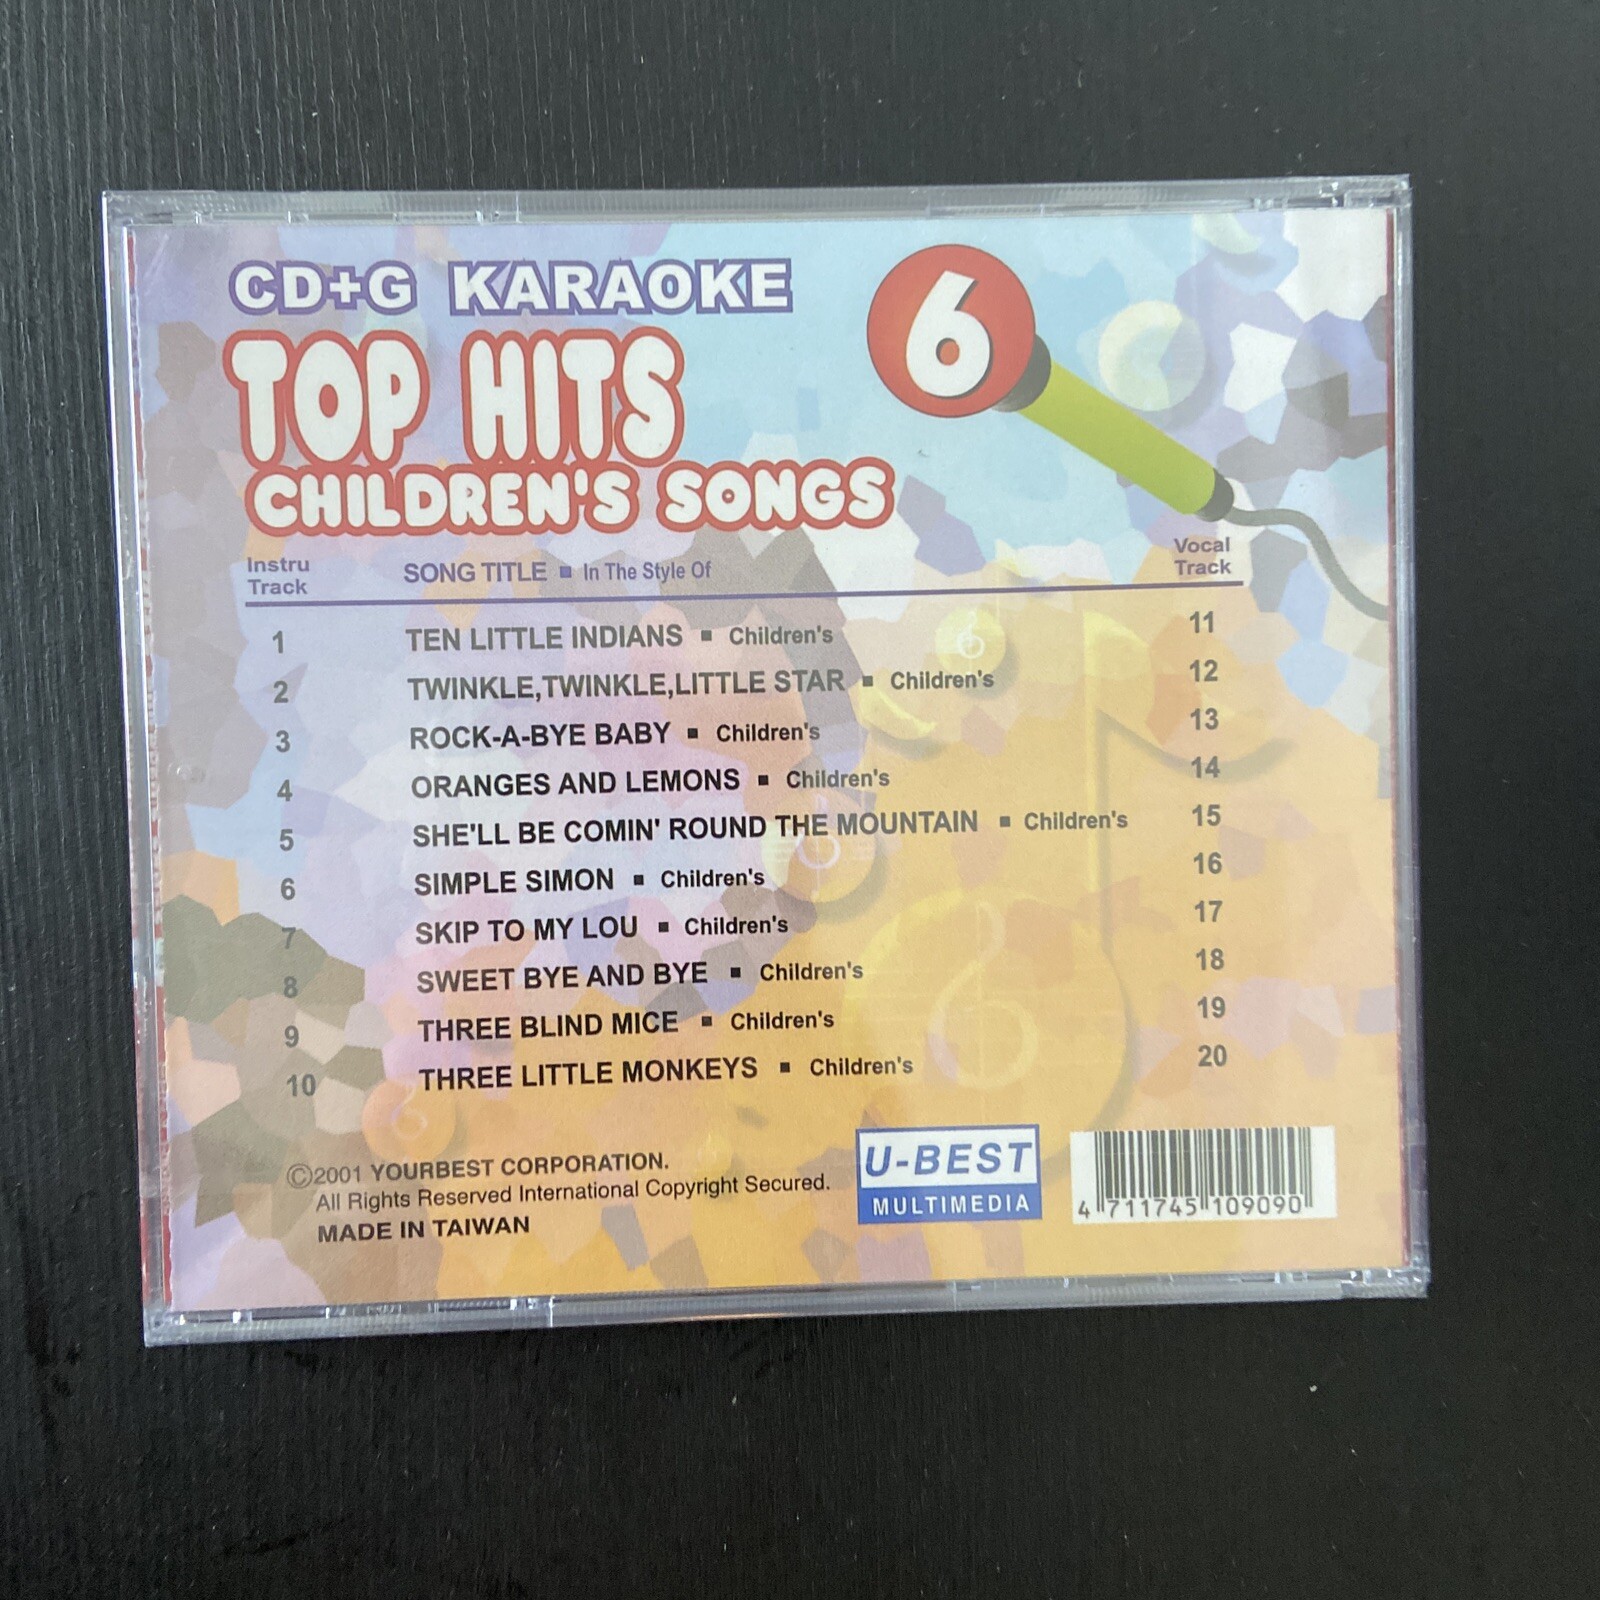 CD+G KARAOKE
6
TOP HITS
CHILDREN'S SONGS
Instru Track SONG TITLE ■ In The Style Of Vocal Track
1 TEN LITTLE INDIANS ■ Children's 11
2 TWINKLE,TWINKLE,LITTLE STAR ■ Children's 12
3 ROCK-A-BYE BABY ■ Children's 13
4 ORANGES AND LEMONS ■ Children's 14
5 SHE'LL BE COMIN' ROUND THE MOUNTAIN ■ Children's 15
6 SIMPLE SIMON ■ Children's 16
7 SKIP TO MY LOU ■ Children's 17
8 SWEET BYE AND BYE ■ Children's 18
9 THREE BLIND MICE ■ Children's 19
10 THREE LITTLE MONKEYS ■ Children's 20
©2001 YOURBEST CORPORATION.
All Rights Reserved International Copyright Secured.
MADE IN TAIWAN
U-BEST
MULTIMEDIA
4 711745 109090